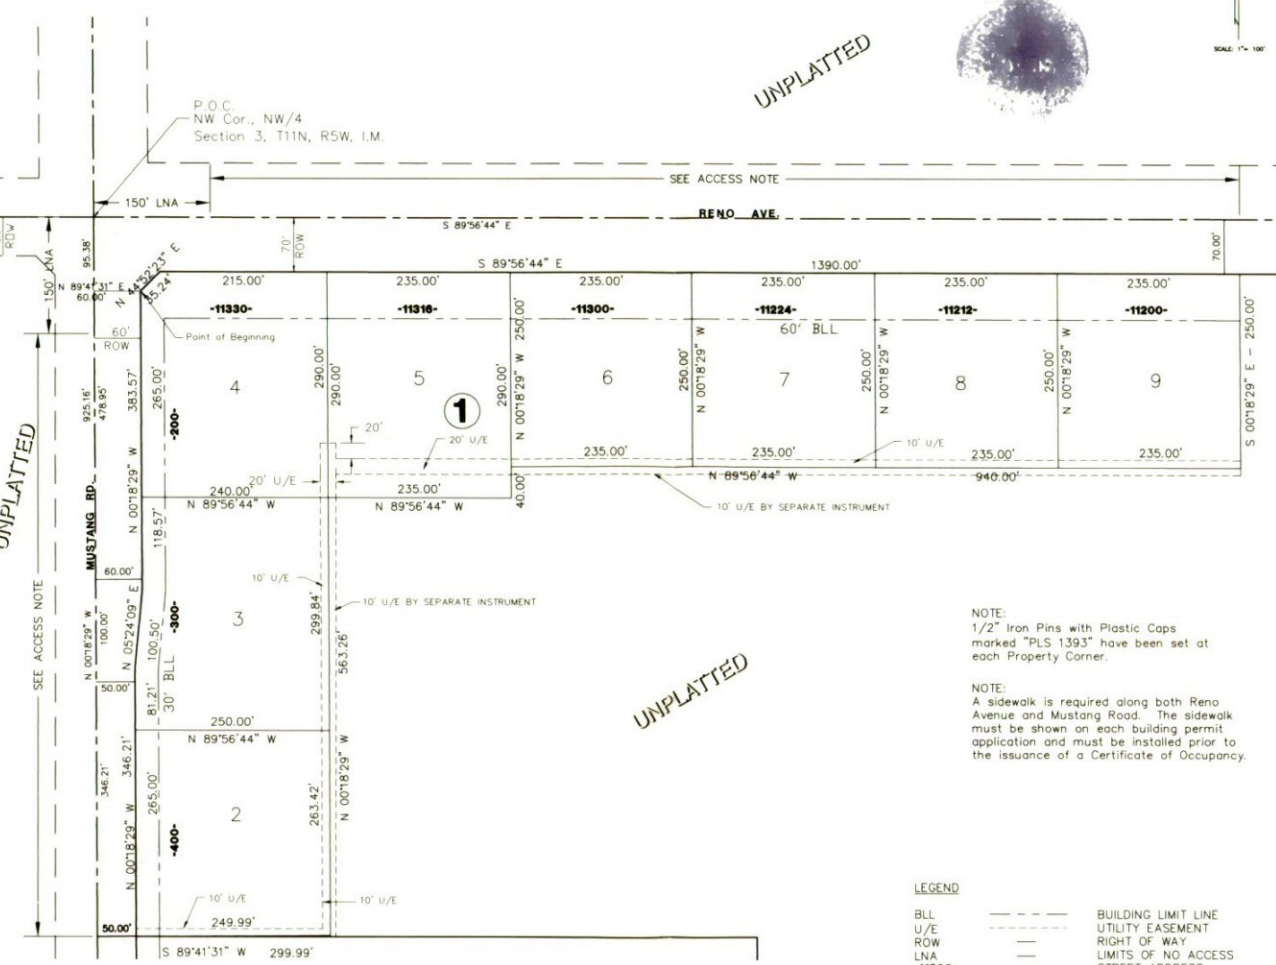 UNPLATTED
SCALE: 1"= 100'
P.O.C.
NW Cor., NW/4
Section 3, T11N, R5W, I.M.
SEE ACCESS NOTE
150' LNA
RENO AVE.
S 89°56'44" E
ROW
70'
ROW
70.00'
95.38'
150' LNA
N 44°52'23" E
35.24'
S 89°56'44" E
1390.00'
N 89°41'31" E
60.00'
215.00'
235.00'
235.00'
235.00'
235.00'
235.00'
-11330-
-11316-
-11300-
-11224-
-11212-
-11200-
60' BLL
60'
ROW
Point of Beginning
925.16'
478.95'
383.57'
N 00°18'29" W
265.00'
-200-
4
290.00'
290.00'
5
1
290.00'
N 00°18'29" W 250.00'
6
250.00'
N 00°18'29" W
7
250.00'
N 00°18'29" W
8
250.00'
N 00°18'29" W
9
S 00°18'29" E - 250.00'
20'
20' U/E
10' U/E
235.00'
235.00'
235.00'
235.00'
N 89°56'44" W
940.00'
20' U/E
240.00'
N 89°56'44" W
235.00'
N 89°56'44" W
40.00'
10' U/E BY SEPARATE INSTRUMENT
UNPLATTED
MUSTANG RD.
118.57'
60.00'
10' U/E
10' U/E BY SEPARATE INSTRUMENT
SEE ACCESS NOTE
N 00°18'29" W
100.00'
N 05°24'09" E
100.50'
-300-
3
299.84'
563.26'
50.00'
81.21'
30' BLL
250.00'
N 89°56'44" W
UNPLATTED
346.21'
346.21'
N 00°18'29" W
265.00'
-400-
2
263.42'
N 00°18'29" W
10' U/E
10' U/E
249.99'
50.00'
S 89°41'31" W 299.99'
NOTE:
1/2" Iron Pins with Plastic Caps
marked "PLS 1393" have been set at
each Property Corner.
NOTE:
A sidewalk is required along both Reno
Avenue and Mustang Road. The sidewalk
must be shown on each building permit
application and must be installed prior to
the issuance of a Certificate of Occupancy.
LEGEND
BLL BUILDING LIMIT LINE
U/E UTILITY EASEMENT
ROW RIGHT OF WAY
LNA LIMITS OF NO ACCESS